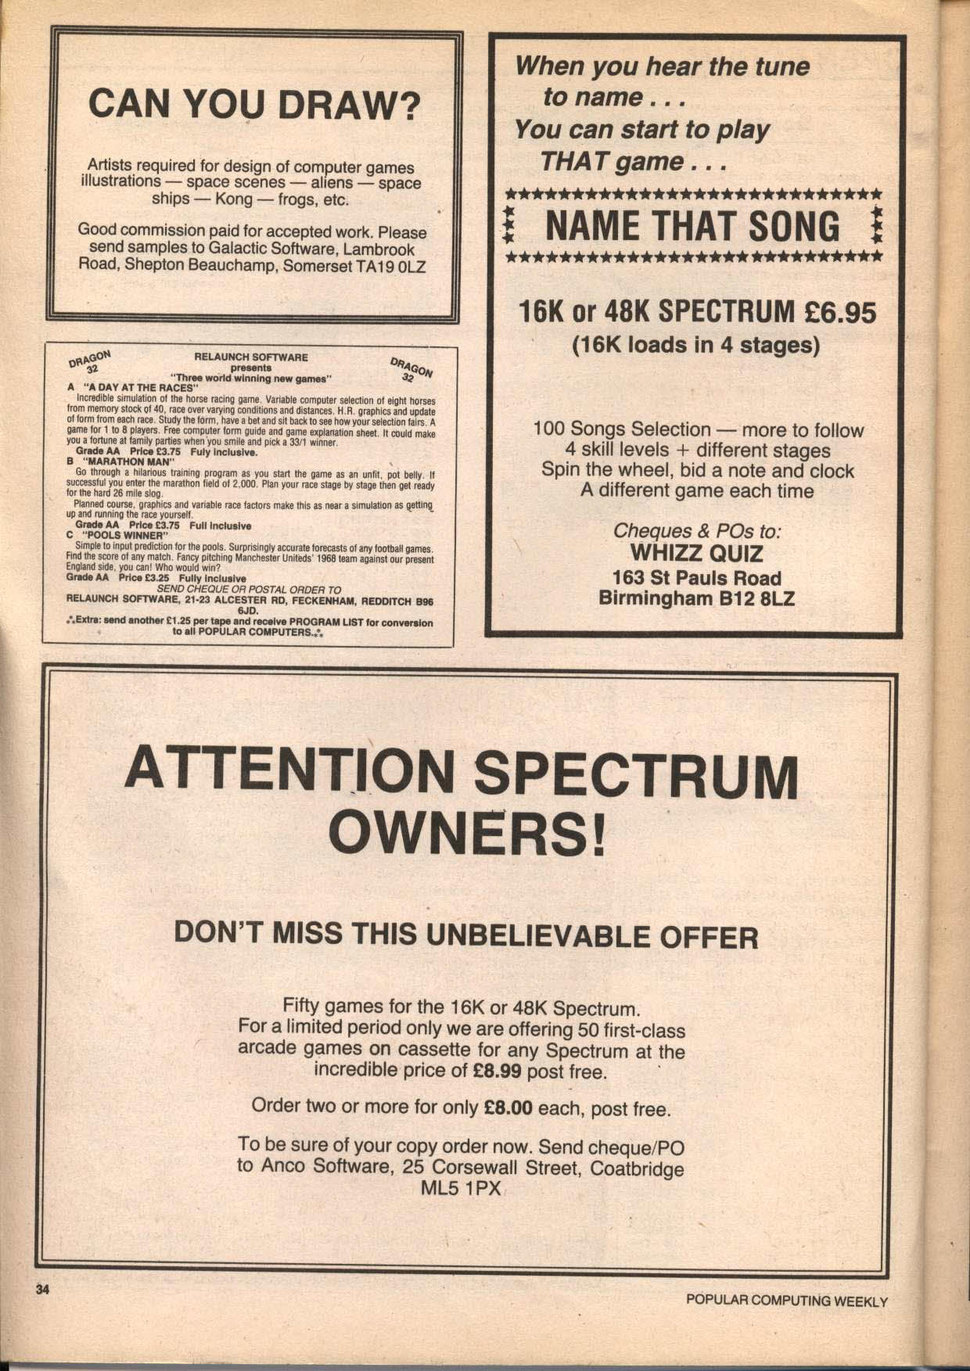 CAN YOU DRAW?
Artists required for design of computer games
illustrations — space scenes — aliens — space
ships — Kong — frogs, etc.
Good commission paid for accepted work. Please
send samples to Galactic Software, Lambrook
Road, Shepton Beauchamp, Somerset TA19 0LZ
DRAGON
32
RELAUNCH SOFTWARE
presents
"Three world winning new games"
DRAGON
32
A "A DAY AT THE RACES"
Incredible simulation of the horse racing game. Variable computer selection of eight horses
from memory stock of 40, race over varying conditions and distances. H.R. graphics and update
of form from each race. Study the form, have a bet and sit back to see how your selection fairs. A
game for 1 to 8 players. Free computer form guide and game explanation sheet. It could make
you a fortune at family parties when you smile and pick a 33/1 winner.
Grade AA Price £3.75 Fuly Inclusive.
B "MARATHON MAN"
Go through a hilarious training program as you start the game as an unfit, pot belly. If
successful you enter the marathon field of 2,000. Plan your race stage by stage then get ready
for the hard 26 mile slog.
Planned course, graphics and variable race factors make this as near a simulation as getting
up and running the race yourself.
Grade AA Price £3.75 Full Inclusive
C "POOLS WINNER"
Simple to input prediction for the pools. Surprisingly accurate forecasts of any football games.
Find the score of any match. Fancy pitching Manchester Uniteds' 1968 team against our present
England side, you can! Who would win?
Grade AA Price £3.25 Fully Inclusive
SEND CHEQUE OR POSTAL ORDER TO
RELAUNCH SOFTWARE, 21-23 ALCESTER RD, FECKENHAM, REDDITCH B96
6JD.
Extra: send another £1.25 per tape and receive PROGRAM LIST for conversion
to all POPULAR COMPUTERS.
When you hear the tune
to name . . .
You can start to play
THAT game . . .
NAME THAT SONG
16K or 48K SPECTRUM £6.95
(16K loads in 4 stages)
100 Songs Selection — more to follow
4 skill levels + different stages
Spin the wheel, bid a note and clock
A different game each time
Cheques & POs to:
WHIZZ QUIZ
163 St Pauls Road
Birmingham B12 8LZ
ATTENTION SPECTRUM
OWNERS!
DON'T MISS THIS UNBELIEVABLE OFFER
Fifty games for the 16K or 48K Spectrum.
For a limited period only we are offering 50 first-class
arcade games on cassette for any Spectrum at the
incredible price of £8.99 post free.
Order two or more for only £8.00 each, post free.
To be sure of your copy order now. Send cheque/PO
to Anco Software, 25 Corsewall Street, Coatbridge
ML5 1PX
34
POPULAR COMPUTING WEEKLY